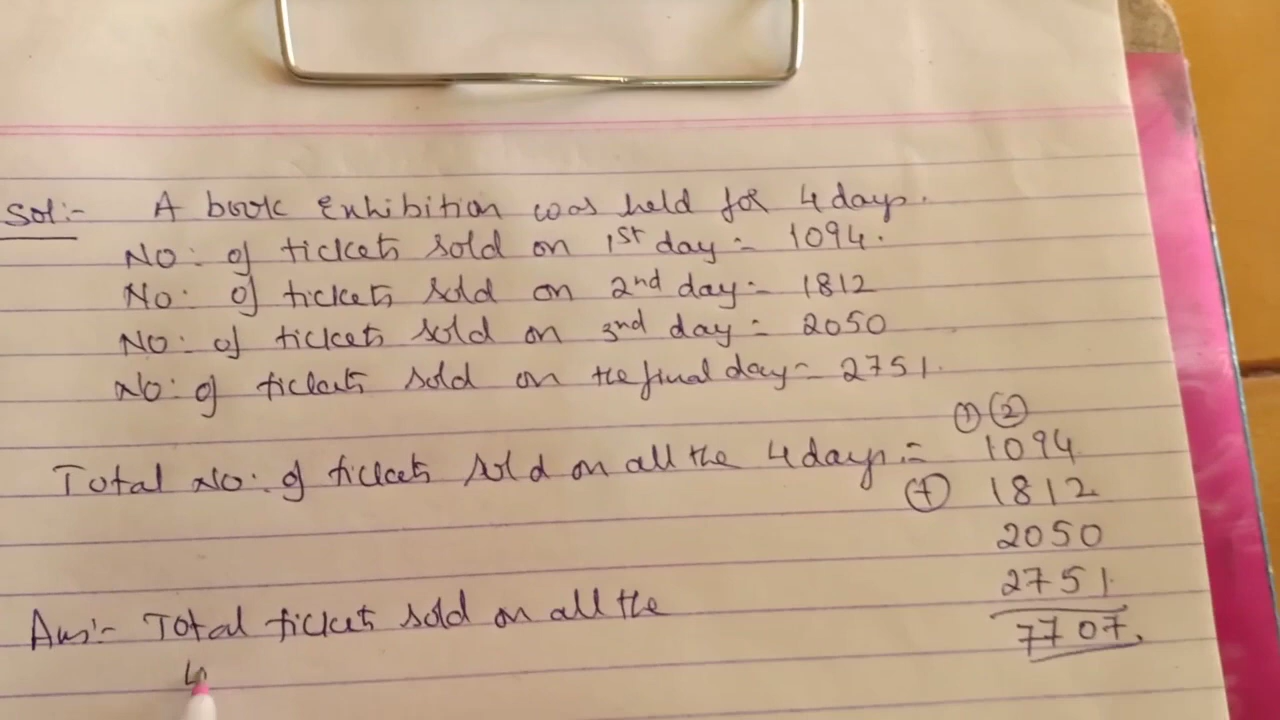 Sol:- A book Exhibition was held for 4 days.
No: of tickets sold on 1st day = 1094.
No: of tickets sold on 2nd day = 1812
No: of tickets sold on 3nd day = 2050
No: of tickets sold on the final day = 2751.
① ②
Total No: of tickets sold on all the 4 days = 1094
(+) 1812
2050
2751
7707.
Ans:- Total tickets sold on all the
4